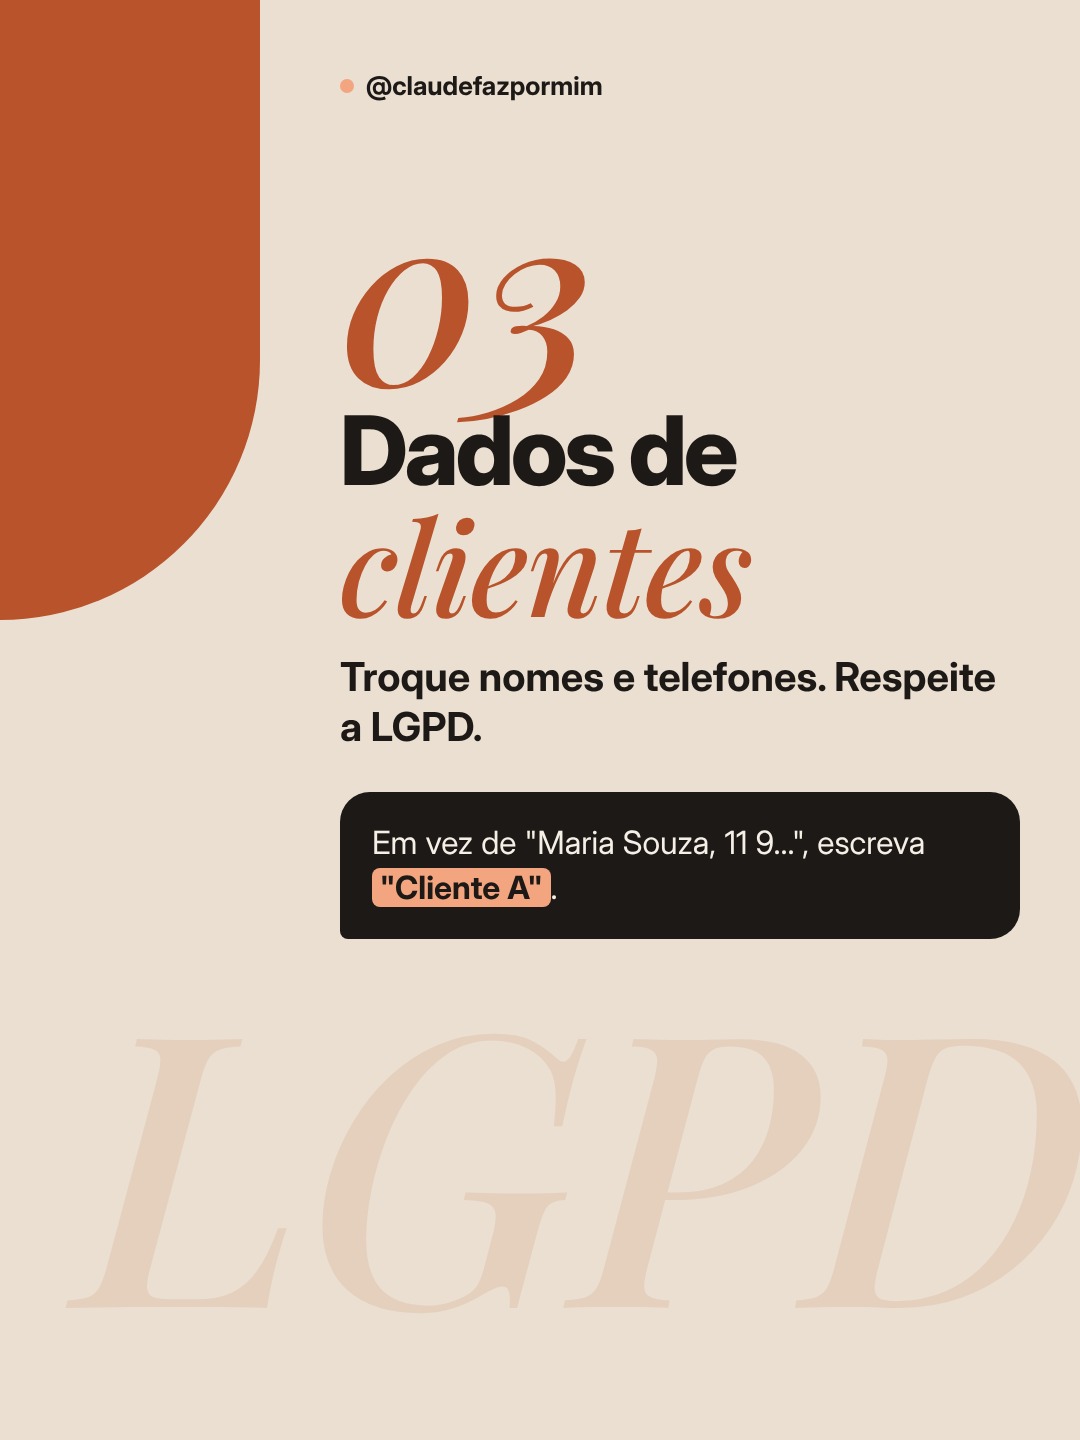 @claudefazpormim
03
Dados de
clientes
Troque nomes e telefones. Respeite
a LGPD.
Em vez de "Maria Souza, 11 9...", escreva
"Cliente A".
LGPD